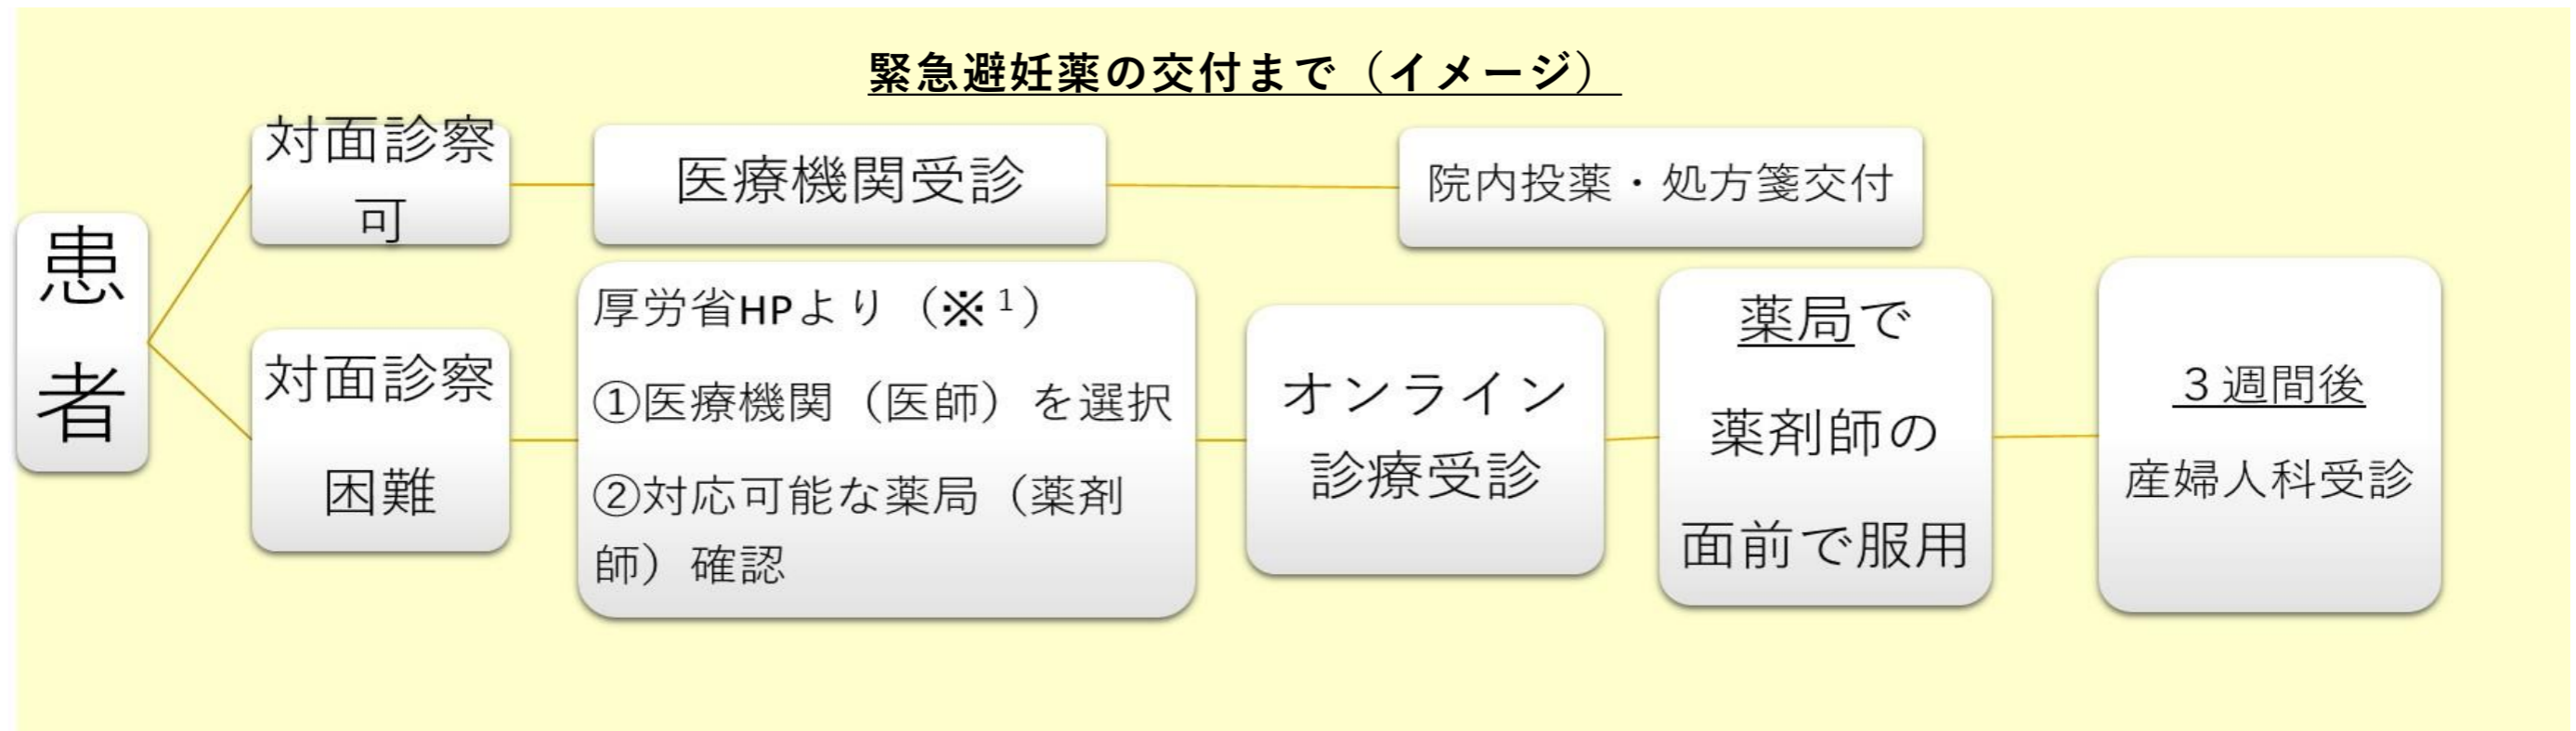 緊急避妊薬の交付まで（イメージ）
患
者
対面診察
可
医療機関受診
院内投薬・処方箋交付
対面診察
困難
厚労省HPより（※1）
①医療機関（医師）を選択
②対応可能な薬局（薬剤
師）確認
オンライン
診療受診
薬局で
薬剤師の
面前で服用
３週間後
産婦人科受診